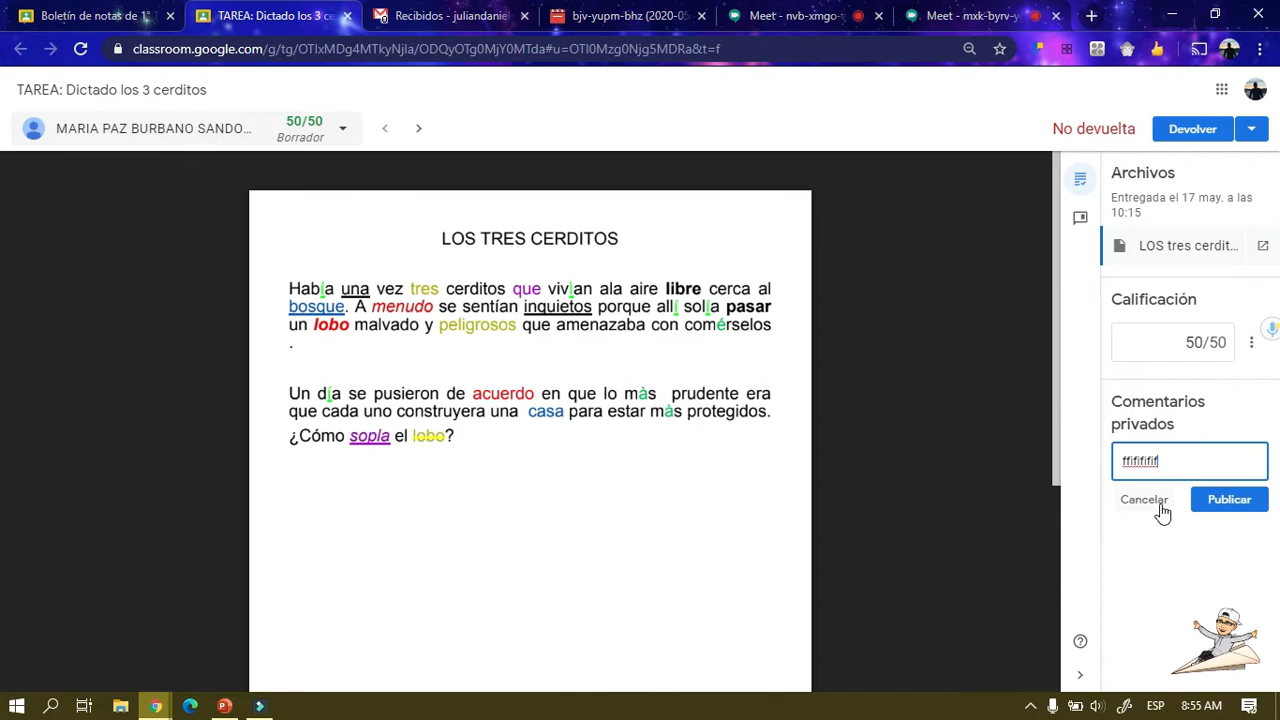 Boletín de notas de 1°
TAREA: Dictado los 3 ce
Recibidos - juliandaniel
bjv-yupm-bhz (2020-05
Meet - nvb-xmgo-
Meet - mxk-byrv-y
classroom.google.com/g/tg/OTIxMDg4MTkyNjla/ODQyOTg0MjY0MTda#u=OTI0Mzg0Njg5MDRa&t=f
TAREA: Dictado los 3 cerditos
MARIA PAZ BURBANO SANDO...
50/50
Borrador
No devuelta
Devolver
LOS TRES CERDITOS
Había una vez tres cerditos que vivìan ala aire libre cerca al
bosque. A menudo se sentían inquietos porque allí solía pasar
un lobo malvado y peligrosos que amenazaba con comérselos
.
Un día se pusieron de acuerdo en que lo màs prudente era
que cada uno construyera una casa para estar màs protegidos.
¿Cómo sopla el lobo?
Archivos
Entregada el 17 may. a las
10:15
LOS tres cerdit...
Calificación
50/50
Comentarios
privados
ffififififif
Cancelar
Publicar
ESP
8:55 AM